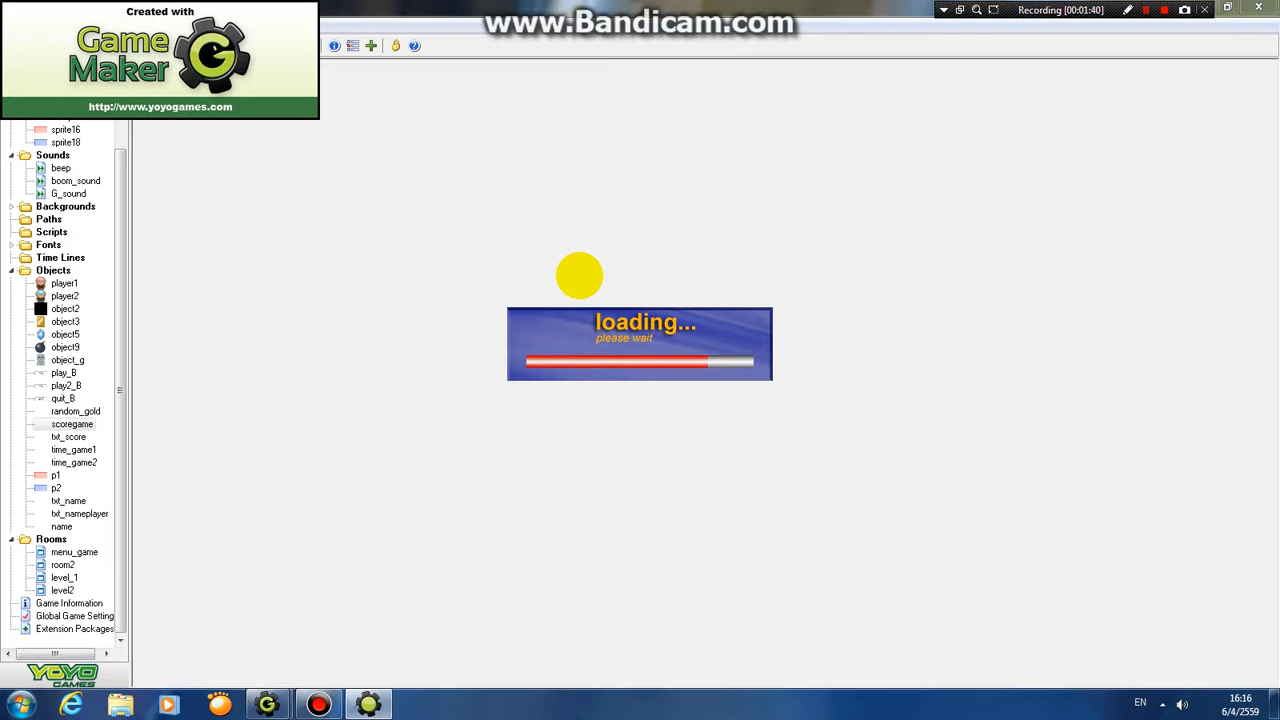 Created with
Game
Maker
http://www.yoyogames.com
www.Bandicam.com
Recording [00:01:40]
sprite16
sprite18
Sounds
beep
boom_sound
G_sound
Backgrounds
Paths
Scripts
Fonts
Time Lines
Objects
player1
player2
object2
object3
object5
object9
object_g
play_B
play2_B
quit_B
random_gold
scoregame
txt_score
time_game1
time_game2
p1
p2
txt_name
txt_nameplayer
name
Rooms
menu_game
room2
level_1
level2
Game Information
Global Game Setting
Extension Packages
loading...
please wait
YOYO
GAMES
EN
16:16
6/4/2559